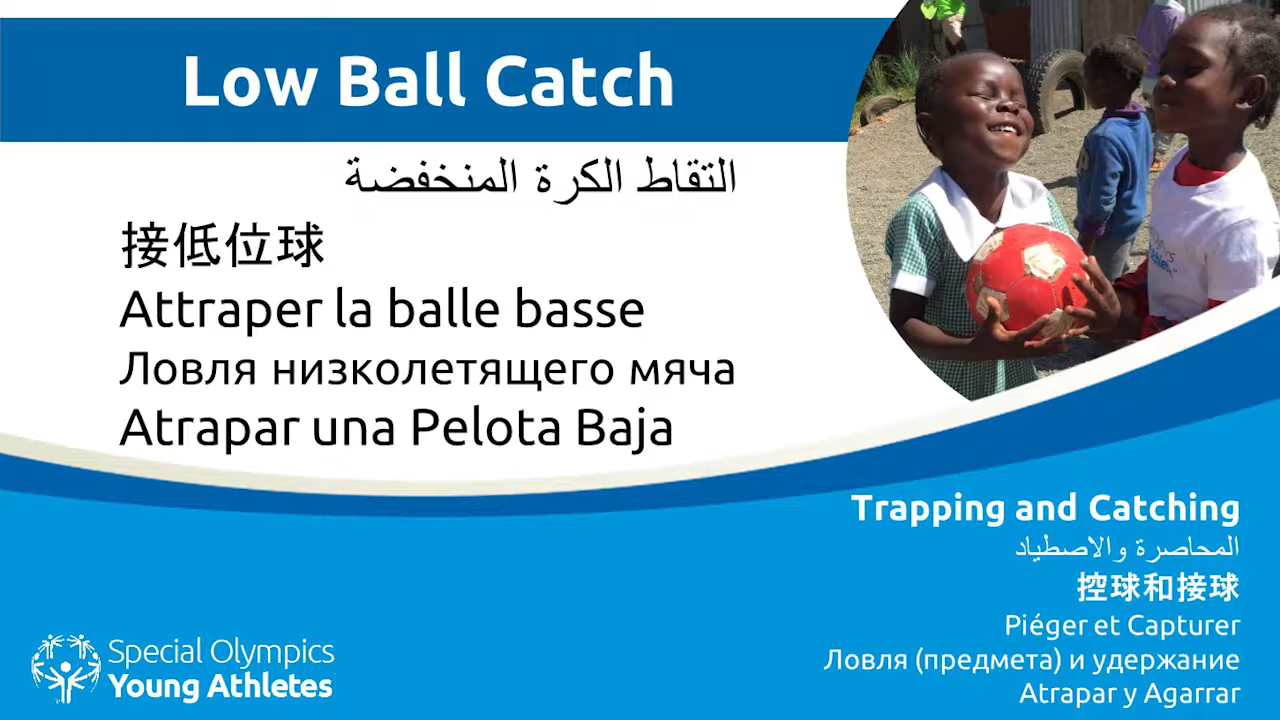 Low Ball Catch
التقاط الكرة المنخفضة
接低位球
Attraper la balle basse
Ловля низколетящего мяча
Atrapar una Pelota Baja
Trapping and Catching
المحاصرة والاصطياد
控球和接球
Piéger et Capturer
Ловля (предмета) и удержание
Atrapar y Agarrar
Special Olympics
Young Athletes